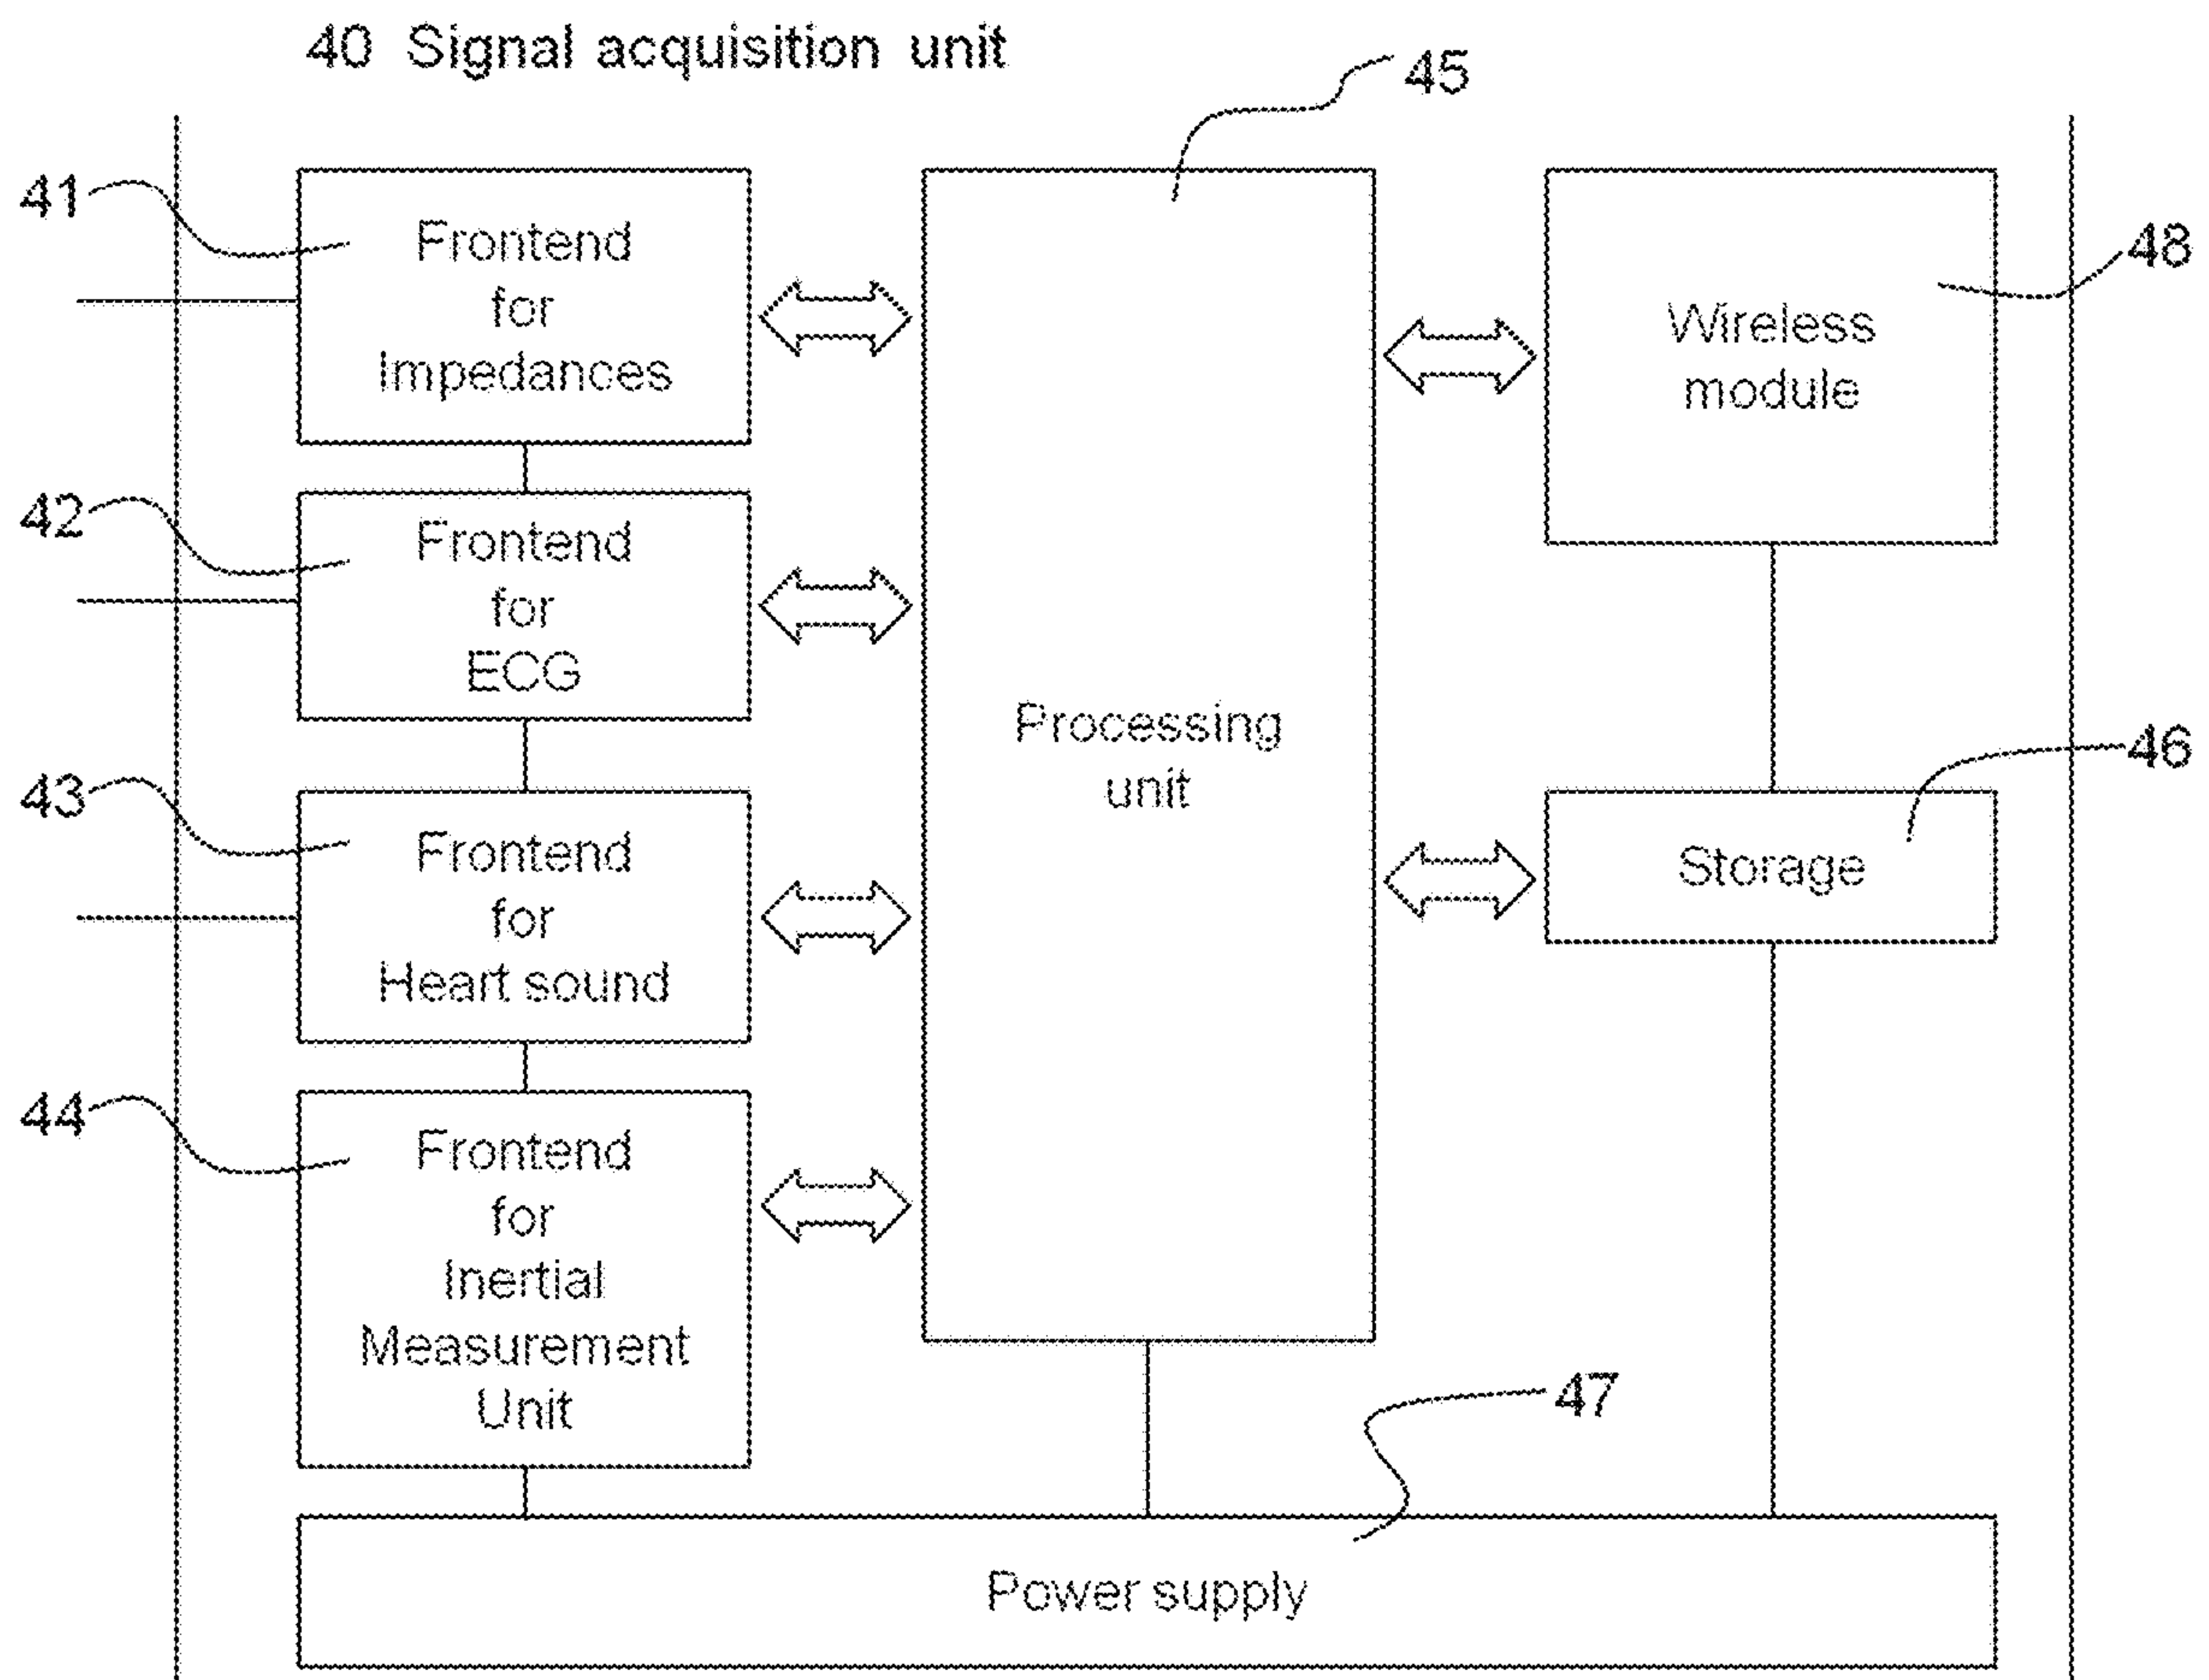 40 Signal acquisition unit
45
41
Frontend
for
Impedances
48
Wireless
module
42
Frontend
for
ECG
Processing
unit
43
Frontend
for
Heart sound
46
Storage
44
Frontend
for
Inertial
Measurement
Unit
47
Power supply